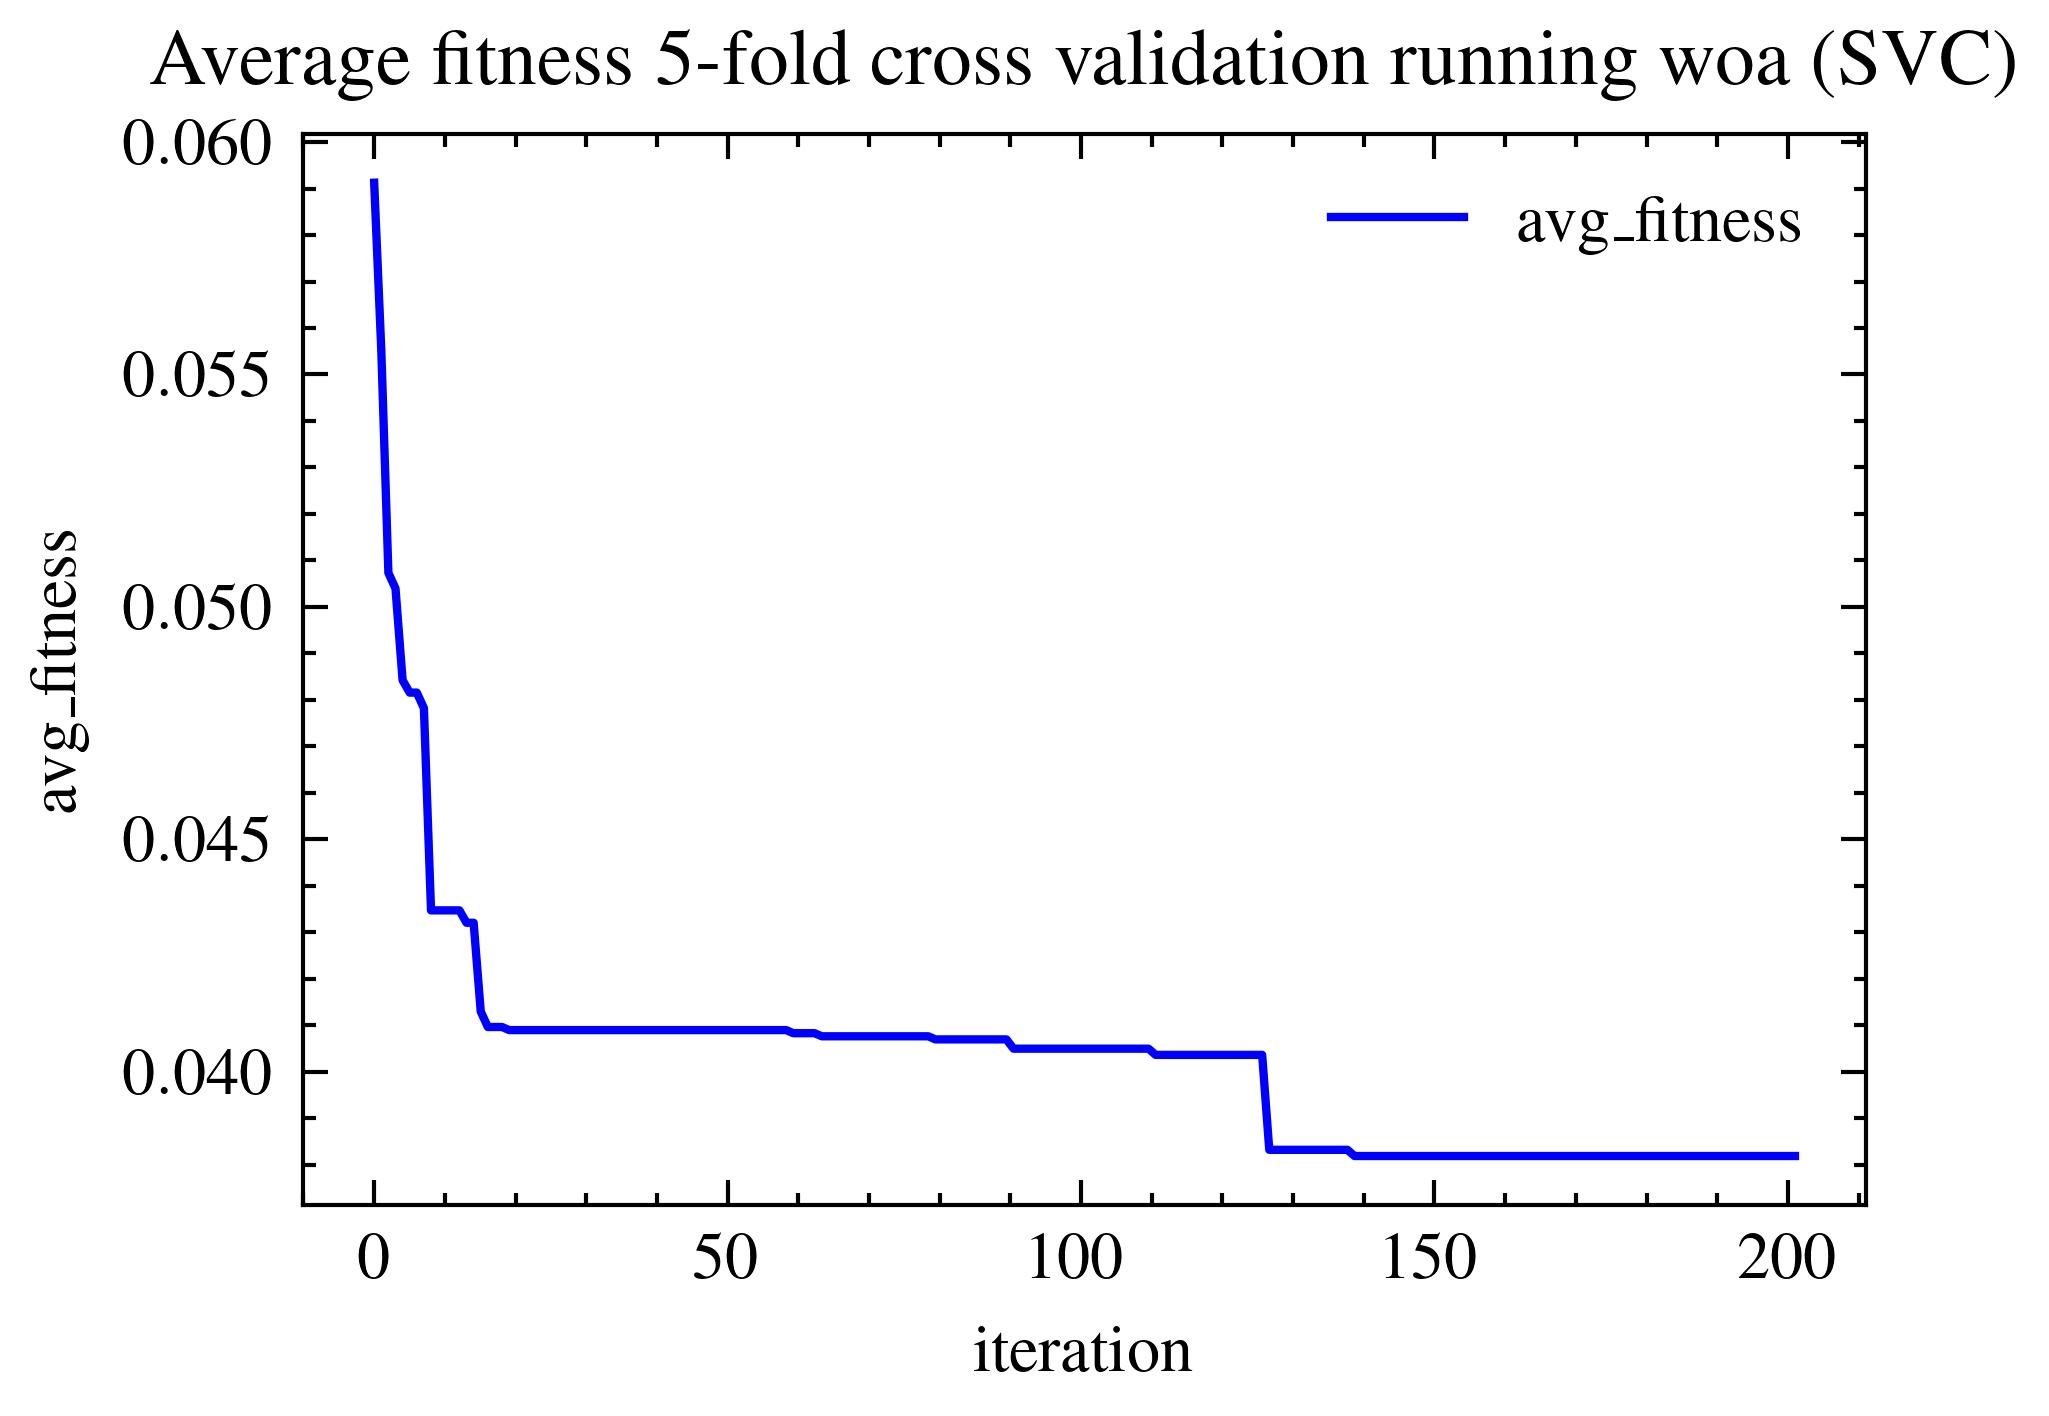 Average fitness 5-fold cross validation running woa (SVC)
0.060
0.055
0.050
0.045
0.040
avg_fitness
avg_fitness
0 50 100 150 200
iteration